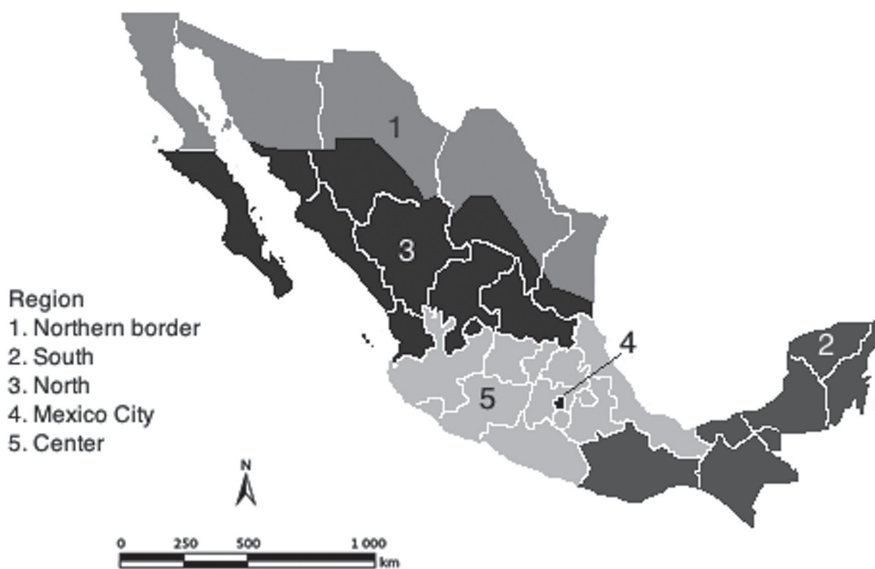 1
3
4
2
5
Region
1. Northern border
2. South
3. North
4. Mexico City
5. Center
N
0 250 500 1 000
km